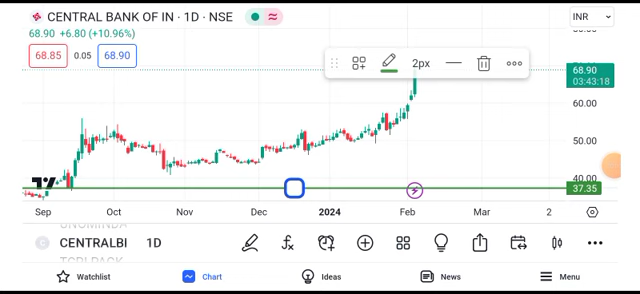 CENTRAL BANK OF IN · 1D · NSE
INR
68.90 +6.80 (+10.96%)
68.85 0.05 68.90
2px
68.90
03:43:18
60.00
50.00
40.00
37.35
Sep Oct Nov Dec 2024 Feb Mar 2
C CENTRALBI 1D
Watchlist Chart Ideas News Menu